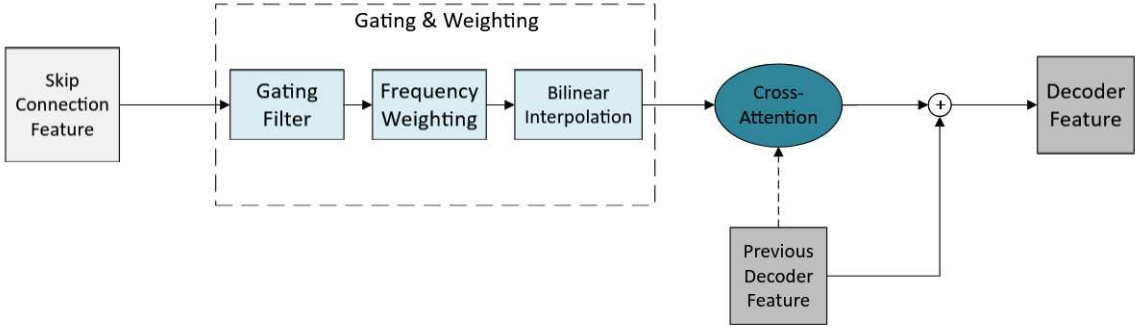 Gating & Weighting
Skip
Connection
Feature
Gating
Filter
Frequency
Weighting
Bilinear
Interpolation
Cross-
Attention
+
Decoder
Feature
Previous
Decoder
Feature